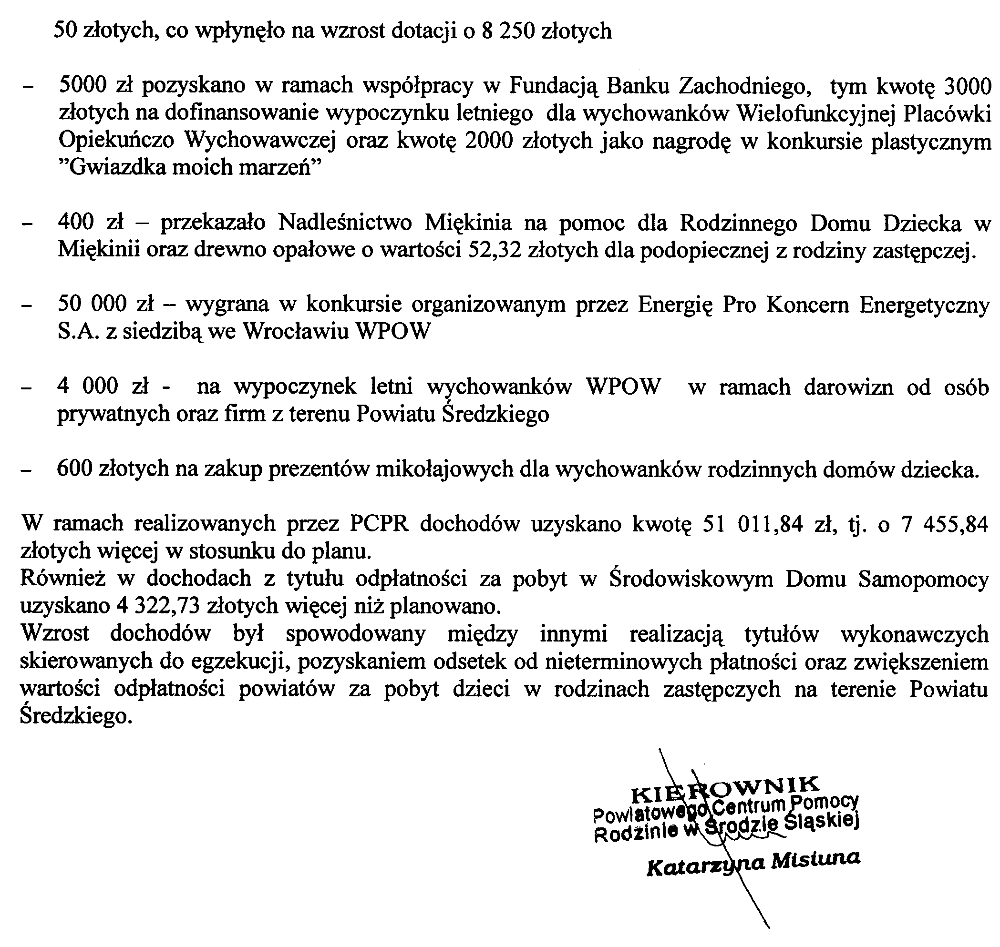 50 złotych, co wpłynęło na wzrost dotacji o 8 250 złotych
- 5000 zł pozyskano w ramach współpracy w Fundacją Banku Zachodniego, tym kwotę 3000
złotych na dofinansowanie wypoczynku letniego dla wychowanków Wielofunkcyjnej Placówki
Opiekuńczo Wychowawczej oraz kwotę 2000 złotych jako nagrodę w konkursie plastycznym
”Gwiazdka moich marzeń”
- 400 zł – przekazało Nadleśnictwo Miękinia na pomoc dla Rodzinnego Domu Dziecka w
Miękinii oraz drewno opałowe o wartości 52,32 złotych dla podopiecznej z rodziny zastępczej.
- 50 000 zł – wygrana w konkursie organizowanym przez Energię Pro Koncern Energetyczny
S.A. z siedzibą we Wrocławiu WPOW
- 4 000 zł - na wypoczynek letni wychowanków WPOW w ramach darowizn od osób
prywatnych oraz firm z terenu Powiatu Średzkiego
- 600 złotych na zakup prezentów mikołajowych dla wychowanków rodzinnych domów dziecka.
W ramach realizowanych przez PCPR dochodów uzyskano kwotę 51 011,84 zł, tj. o 7 455,84
złotych więcej w stosunku do planu.
Również w dochodach z tytułu odpłatności za pobyt w Środowiskowym Domu Samopomocy
uzyskano 4 322,73 złotych więcej niż planowano.
Wzrost dochodów był spowodowany między innymi realizacją tytułów wykonawczych
skierowanych do egzekucji, pozyskaniem odsetek od nieterminowych płatności oraz zwiększeniem
wartości odpłatności powiatów za pobyt dzieci w rodzinach zastępczych na terenie Powiatu
Średzkiego.
KIEROWNIK
Powiatowego Centrum Pomocy
Rodzinie w Środzie Śląskiej
Katarzyna Misiuna